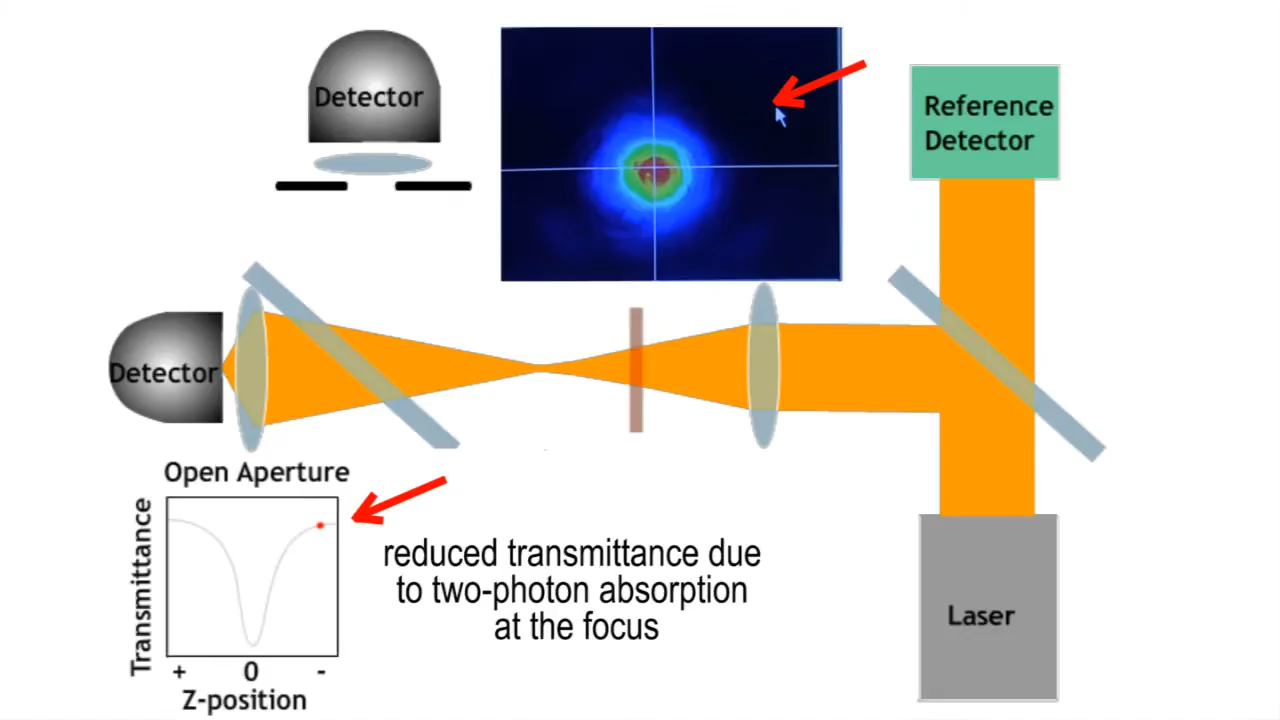 Detector
Reference
Detector
Detector
Open Aperture
Transmittance
reduced transmittance due
to two-photon absorption
at the focus
Laser
+ 0 -
Z-position